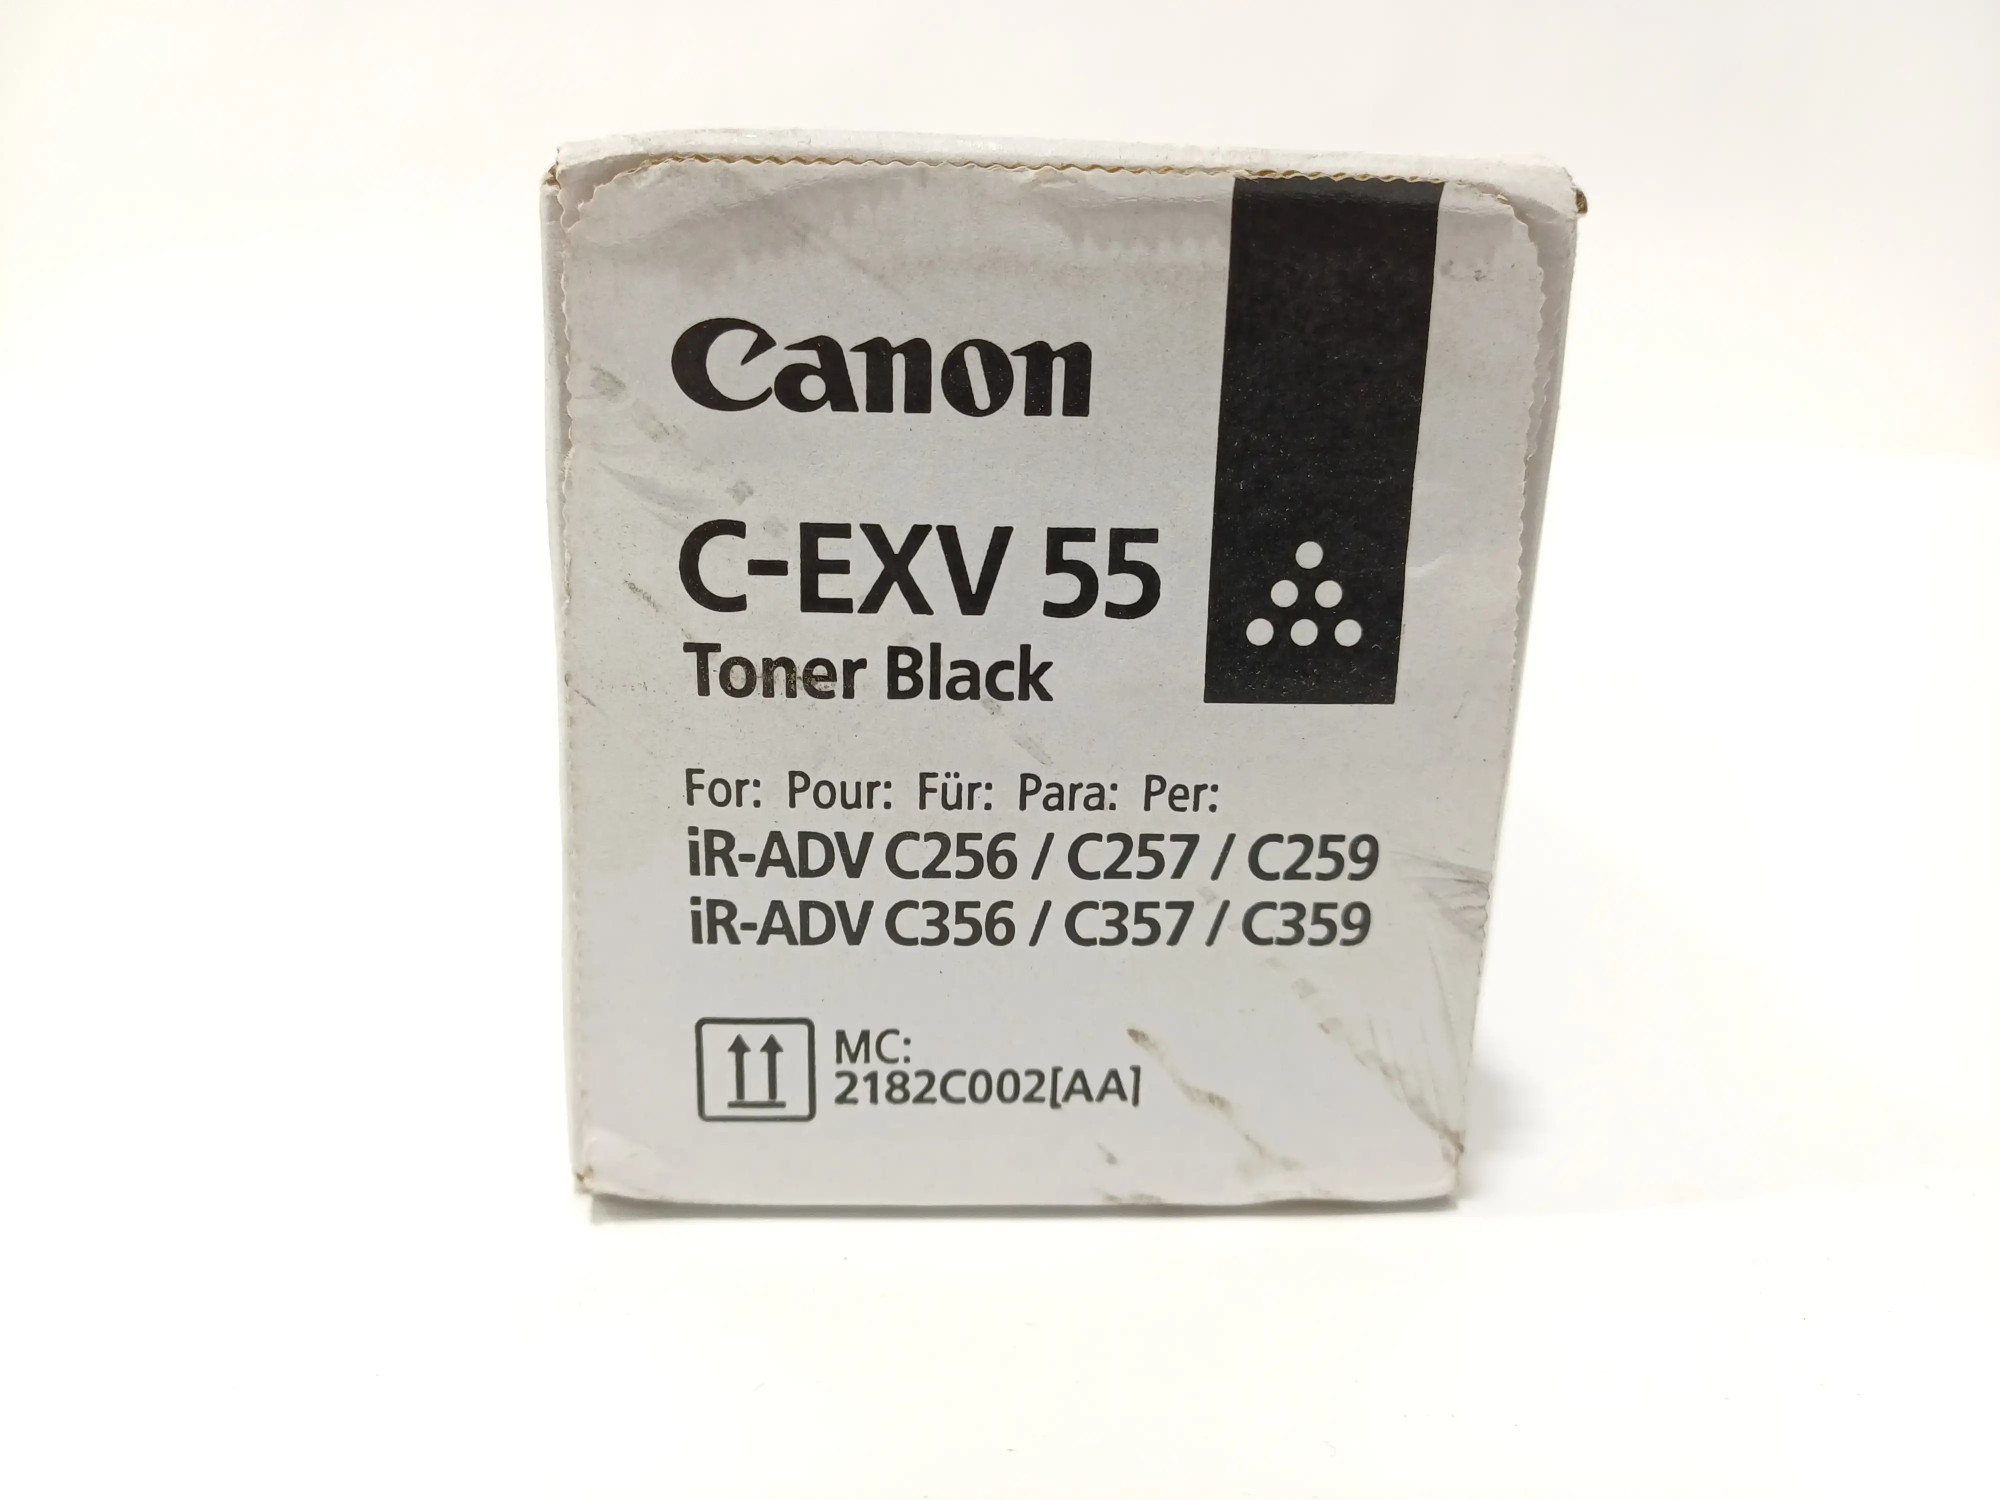 Canon
C-EXV 55
Toner Black
For: Pour: Für: Para: Per:
iR-ADV C256 / C257 / C259
iR-ADV C356 / C357 / C359
MC:
2182C002[AA]